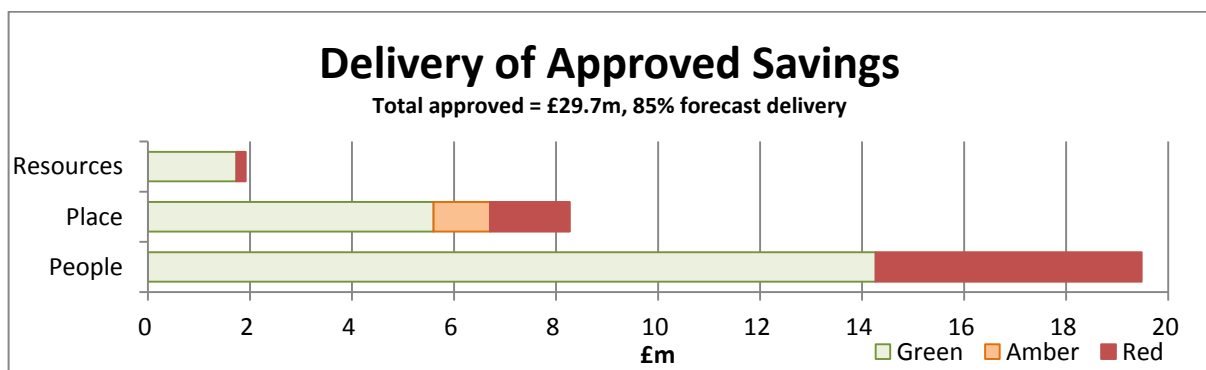 Delivery of Approved Savings
Total approved = £29.7m, 85% forecast delivery
Resources
Place
People
0 2 4 6 8 10 12 14 16 18 20
£m
Green Amber Red